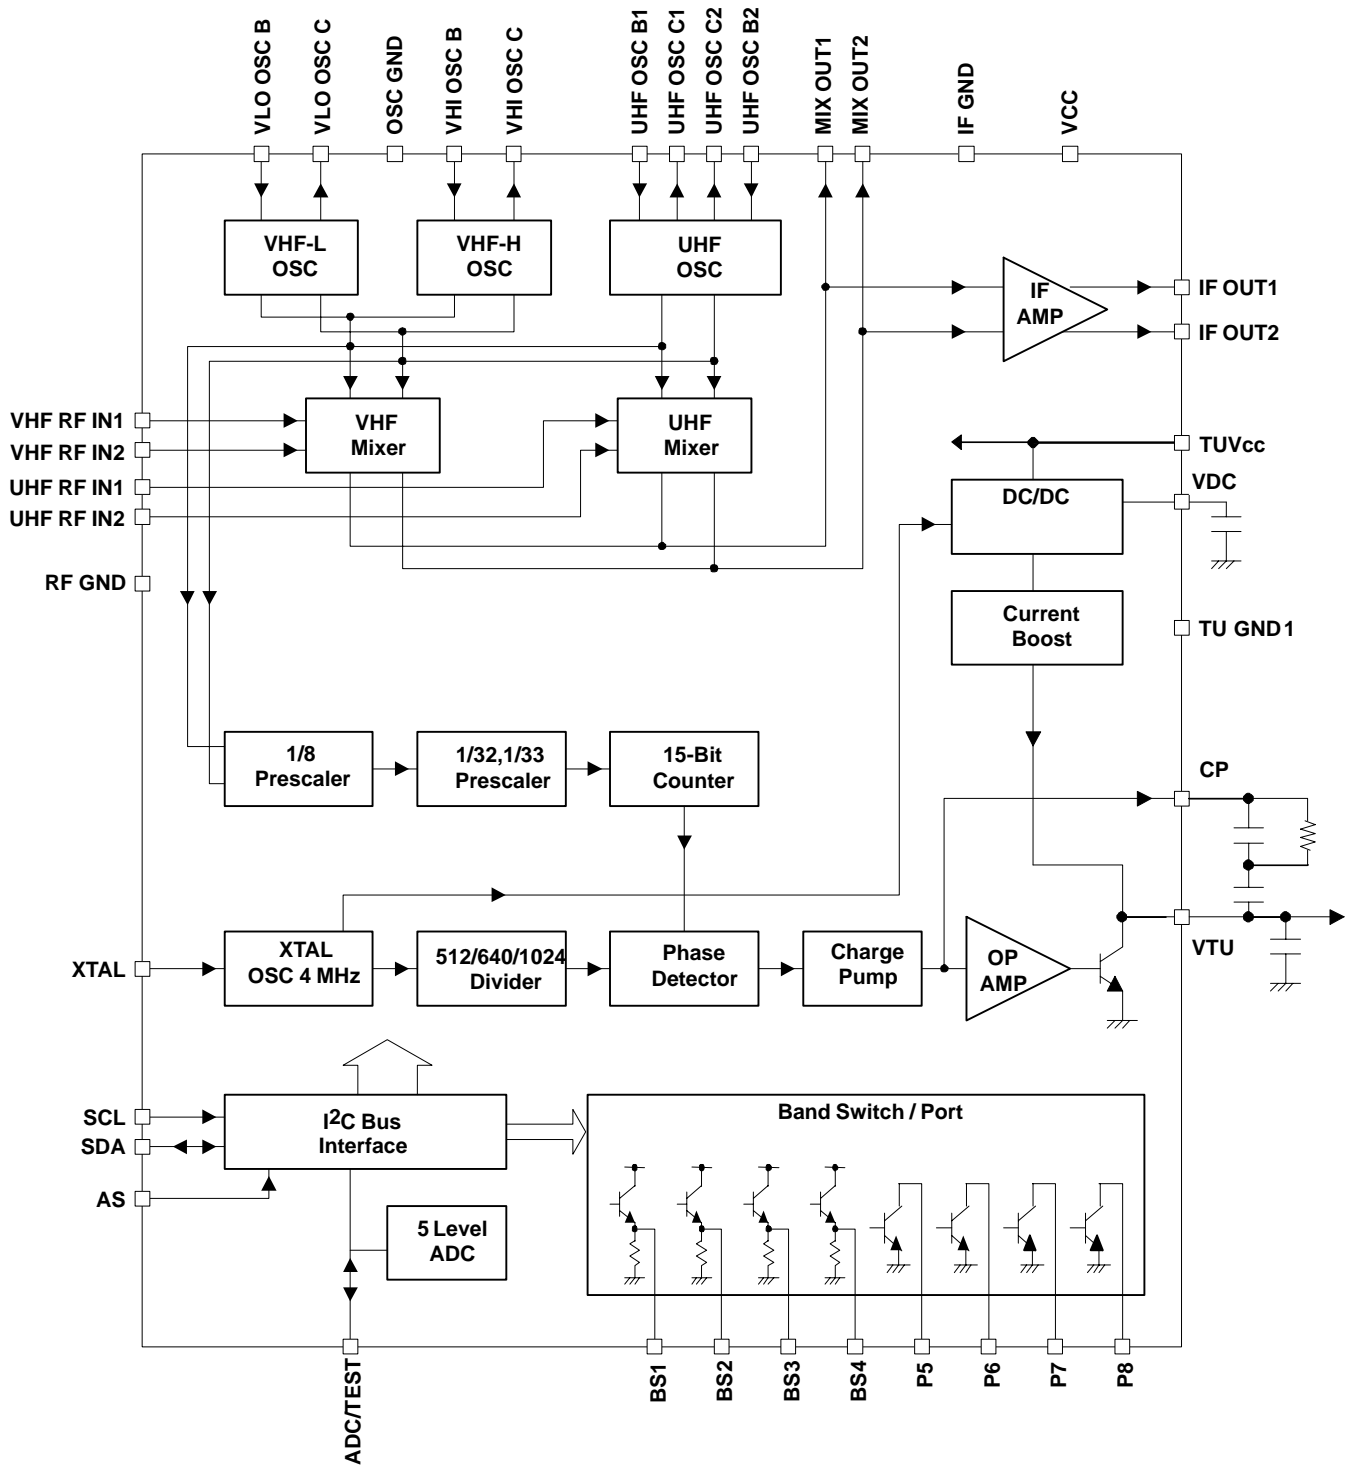 VLO OSC B
VLO OSC C
OSC GND
VHI OSC B
VHI OSC C
UHF OSC B1
UHF OSC C1
UHF OSC C2
UHF OSC B2
MIX OUT1
MIX OUT2
IF GND
VCC
VHF-L
OSC
VHF-H
OSC
UHF
OSC
IF
AMP
IF OUT1
IF OUT2
VHF RF IN1
VHF RF IN2
UHF RF IN1
UHF RF IN2
RF GND
VHF
Mixer
UHF
Mixer
TUVcc
VDC
DC/DC
Current
Boost
TU GND1
1/8
Prescaler
1/32,1/33
Prescaler
15-Bit
Counter
CP
XTAL
XTAL
OSC 4 MHz
512/640/1024
Divider
Phase
Detector
Charge
Pump
OP
AMP
VTU
SCL
SDA
AS
I2C Bus
Interface
5 Level
ADC
Band Switch / Port
ADC/TEST
BS1
BS2
BS3
BS4
P5
P6
P7
P8